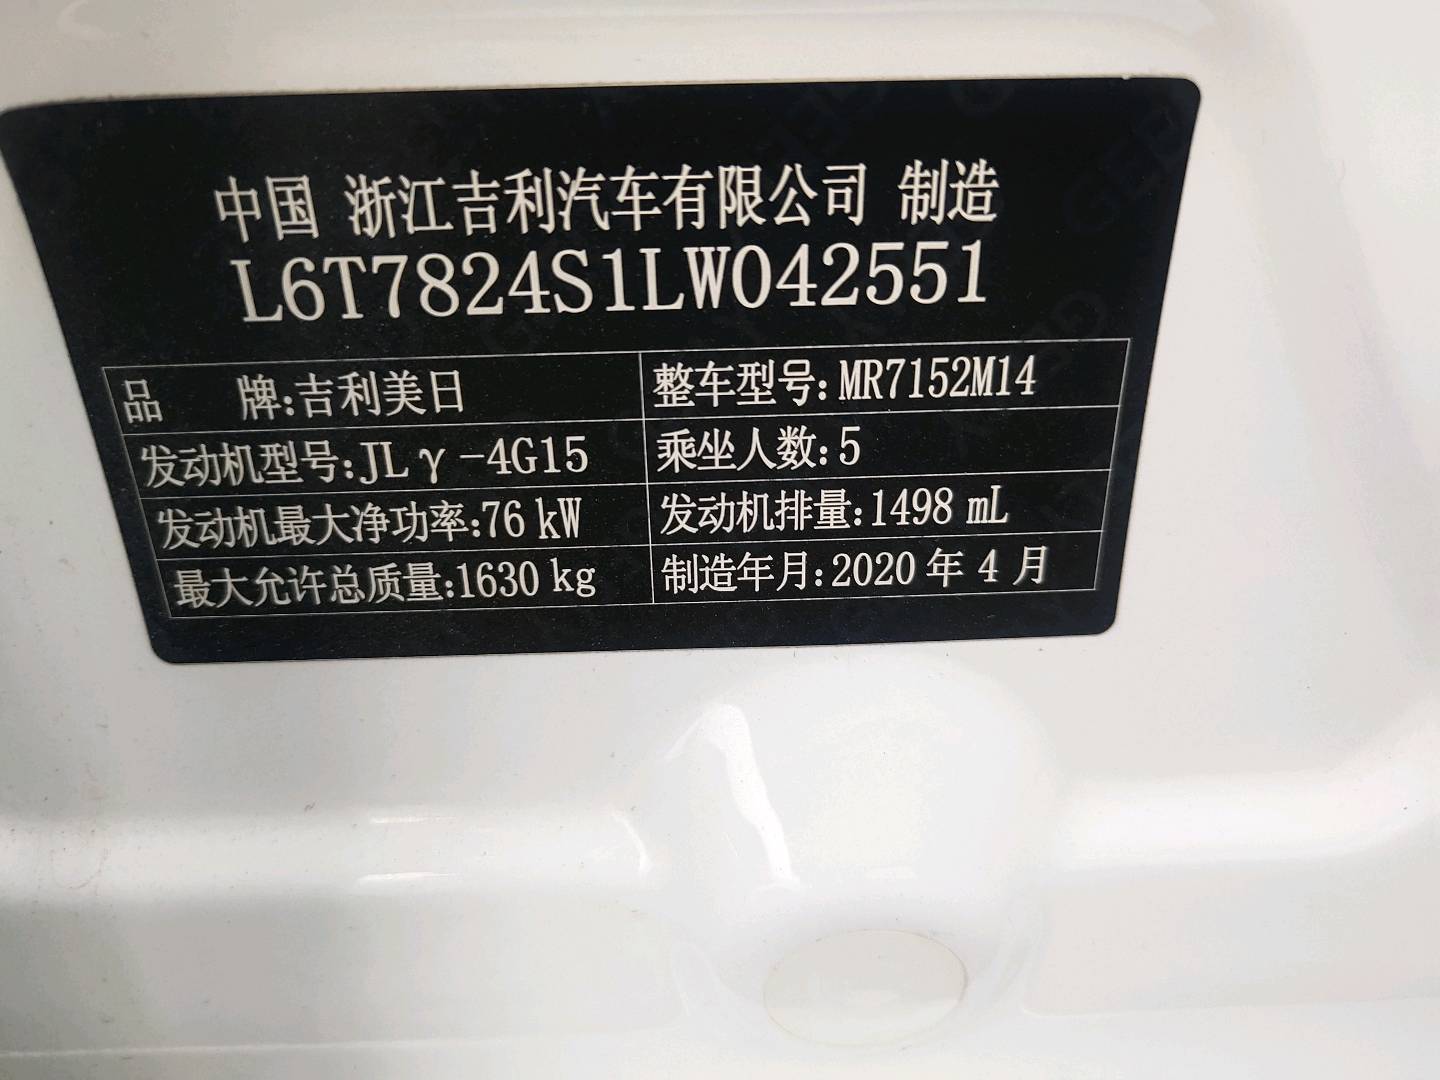 中国 浙江吉利汽车有限公司 制造
L6T7824S1LW042551
品 牌:吉利美日 整车型号:MR7152M14
发动机型号:JLγ-4G15 乘坐人数:5
发动机最大净功率:76 kW 发动机排量:1498 mL
最大允许总质量:1630 kg 制造年月:2020 年 4 月